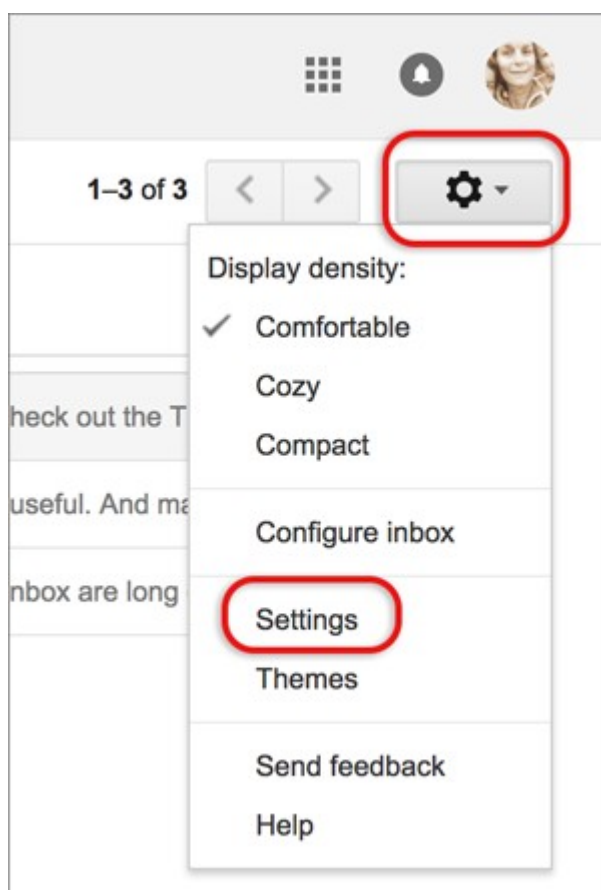 1–3 of 3
Display density:
Comfortable
Cozy
heck out the T
Compact
useful. And ma
Configure inbox
nbox are long
Settings
Themes
Send feedback
Help